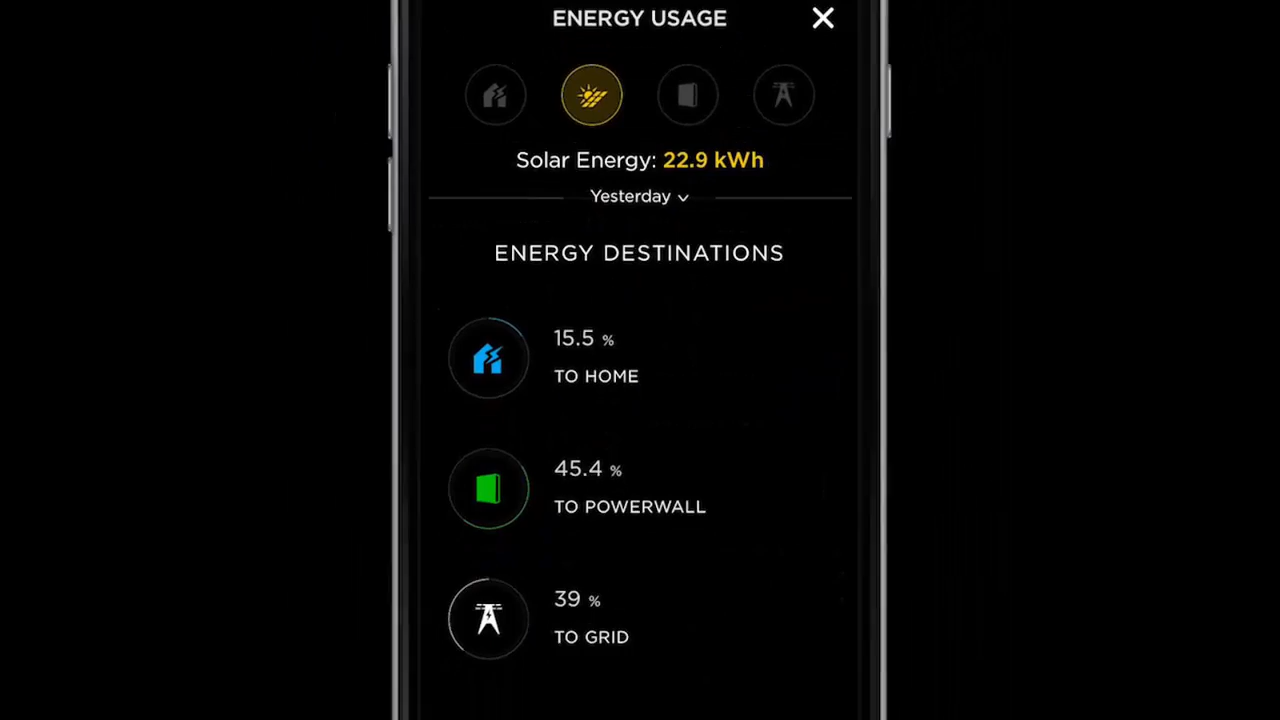 ENERGY USAGE
Solar Energy: 22.9 kWh
Yesterday
ENERGY DESTINATIONS
15.5 %
TO HOME
45.4 %
TO POWERWALL
39 %
TO GRID